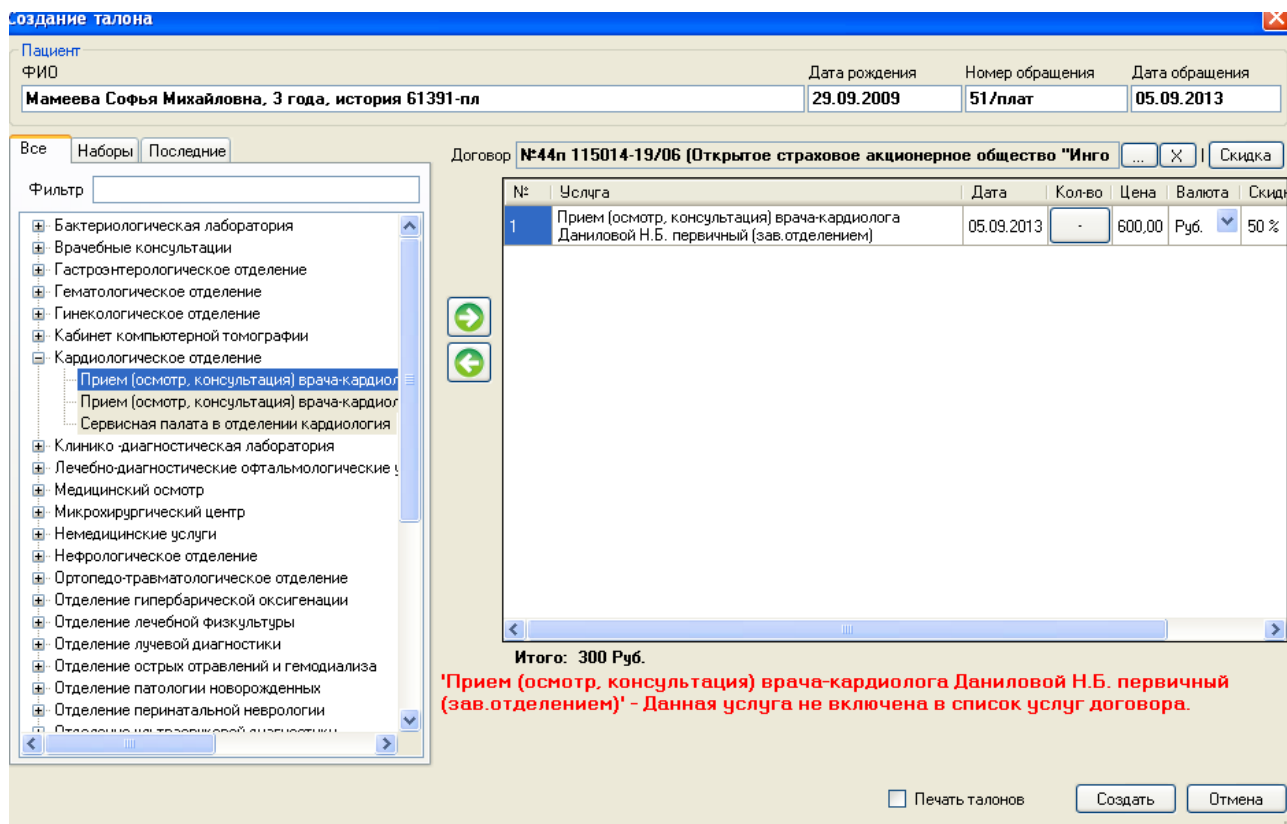 Создание талона
Пациент
ФИО
Дата рождения
Номер обращения
Дата обращения
Мамеева Софья Михайловна, 3 года, история 61391-пл
29.09.2009
51/плат
05.09.2013
Все
Наборы
Последние
Договор
№44п 115014-19/06 (Открытое страховое акционерное общество "Инго
...
X
Скидка
Фильтр
№
Услуга
Дата
Кол-во
Цена
Валюта
Скид
1
Прием (осмотр, консультация) врача-кардиолога
Даниловой Н.Б. первичный (зав.отделением)
05.09.2013
-
600,00
Руб.
50 %
Бактериологическая лаборатория
Врачебные консультации
Гастроэнтерологическое отделение
Гематологическое отделение
Гинекологическое отделение
Кабинет компьютерной томографии
Кардиологическое отделение
Прием (осмотр, консультация) врача-кардиол
Прием (осмотр, консультация) врача-кардиол
Сервисная палата в отделении кардиология
Клинико -диагностическая лаборатория
Лечебно-диагностические офтальмологические у
Медицинский осмотр
Микрохирургический центр
Немедицинские услуги
Нефрологическое отделение
Ортопедо-травматологическое отделение
Отделение гипербарической оксигенации
Отделение лечебной физкультуры
Отделение лучевой диагностики
Отделение острых отравлений и гемодиализа
Отделение патологии новорожденных
Отделение перинатальной неврологии
Отделение ультразвуковой диагностики
Итого: 300 Руб.
'Прием (осмотр, консультация) врача-кардиолога Даниловой Н.Б. первичный
(зав.отделением)' - Данная услуга не включена в список услуг договора.
Печать талонов
Создать
Отмена